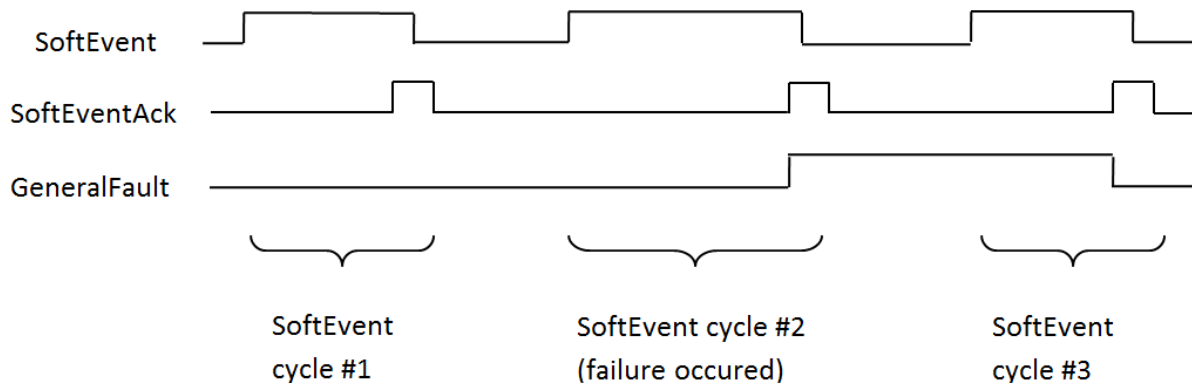 SoftEvent
SoftEventAck
GeneralFault
SoftEvent
cycle #1
SoftEvent cycle #2
(failure occured)
SoftEvent
cycle #3